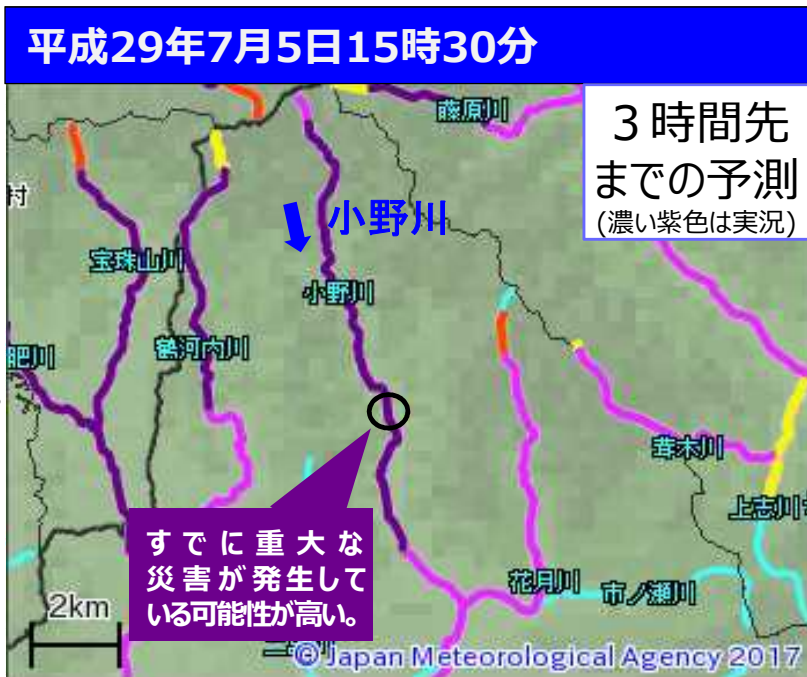 平成29年7月5日15時30分
３時間先
までの予測
(濃い紫色は実況)
藤原川
村
小野川
宝珠山川
小野川
鶴河内川
肥川
茸木川
上志川
すでに重大な
災害が発生して
いる可能性が高い。
花月川
市ノ瀬川
2km
© Japan Meteorological Agency 2017